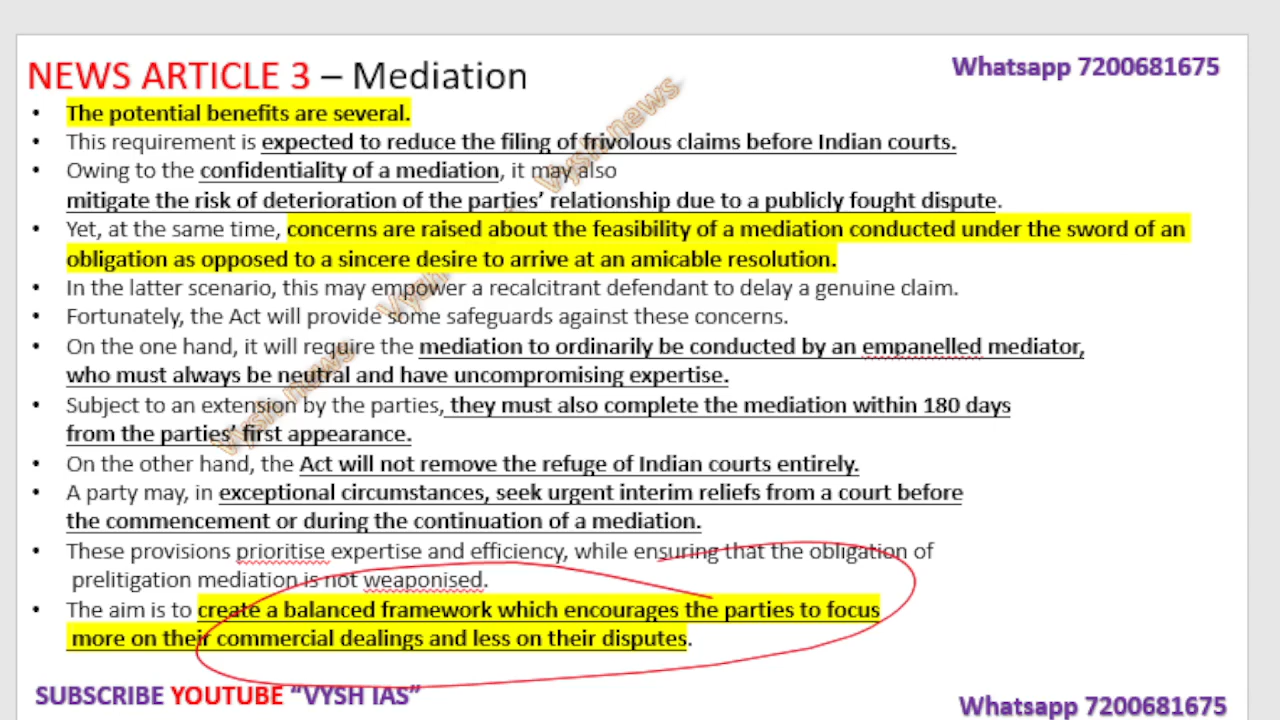 NEWS ARTICLE 3 – Mediation
Whatsapp 7200681675
• The potential benefits are several.
• This requirement is expected to reduce the filing of frivolous claims before Indian courts.
• Owing to the confidentiality of a mediation, it may also
mitigate the risk of deterioration of the parties’ relationship due to a publicly fought dispute.
• Yet, at the same time, concerns are raised about the feasibility of a mediation conducted under the sword of an
obligation as opposed to a sincere desire to arrive at an amicable resolution.
• In the latter scenario, this may empower a recalcitrant defendant to delay a genuine claim.
• Fortunately, the Act will provide some safeguards against these concerns.
• On the one hand, it will require the mediation to ordinarily be conducted by an empanelled mediator,
who must always be neutral and have uncompromising expertise.
• Subject to an extension by the parties, they must also complete the mediation within 180 days
from the parties’ first appearance.
• On the other hand, the Act will not remove the refuge of Indian courts entirely.
• A party may, in exceptional circumstances, seek urgent interim reliefs from a court before
the commencement or during the continuation of a mediation.
• These provisions prioritise expertise and efficiency, while ensuring that the obligation of
prelitigation mediation is not weaponised.
• The aim is to create a balanced framework which encourages the parties to focus
more on their commercial dealings and less on their disputes.
SUBSCRIBE YOUTUBE “VYSH IAS”
Whatsapp 7200681675
Vysh news
Vysh
Vysh news